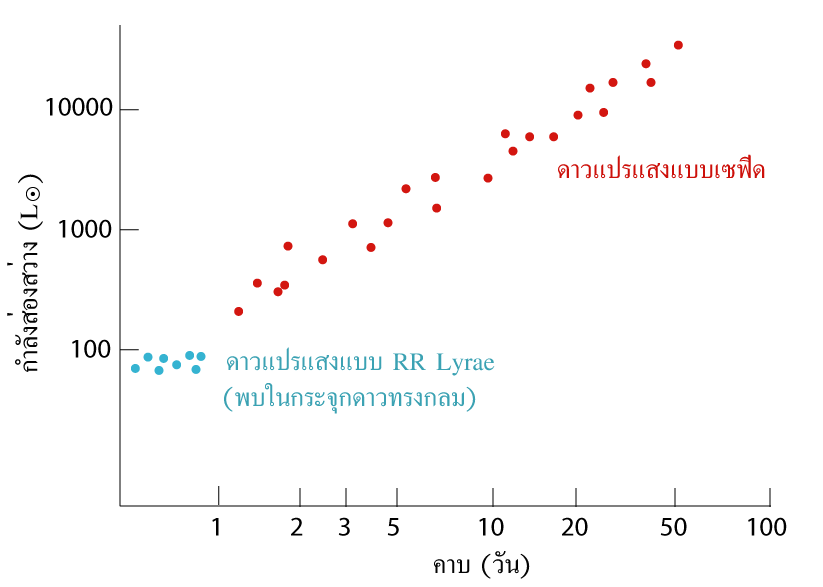 10000
กำลังส่องสว่าง (L⊙)
ดาวแปรแสงแบบเซฟีด
1000
100
ดาวแปรแสงแบบ RR Lyrae
(พบในกระจุกดาวทรงกลม)
1 2 3 5 10 20 50 100
คาบ (วัน)